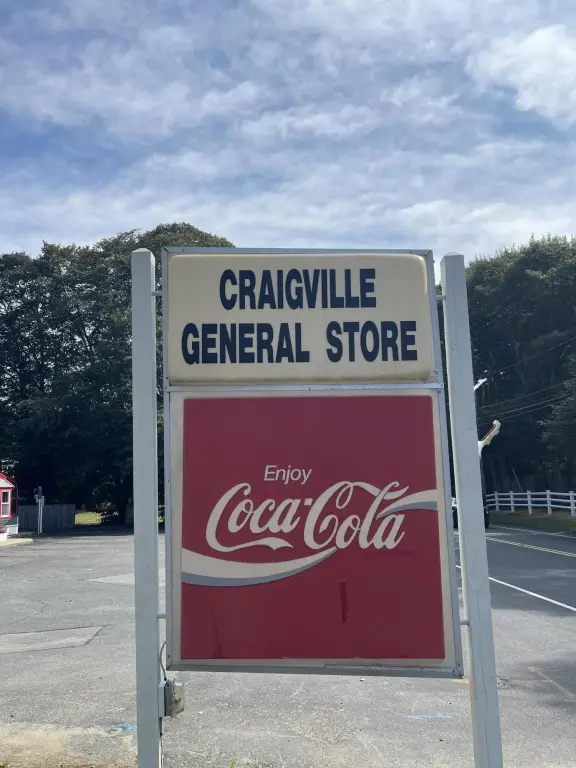 CRAIGVILLE
GENERAL STORE
Enjoy
Coca-Cola